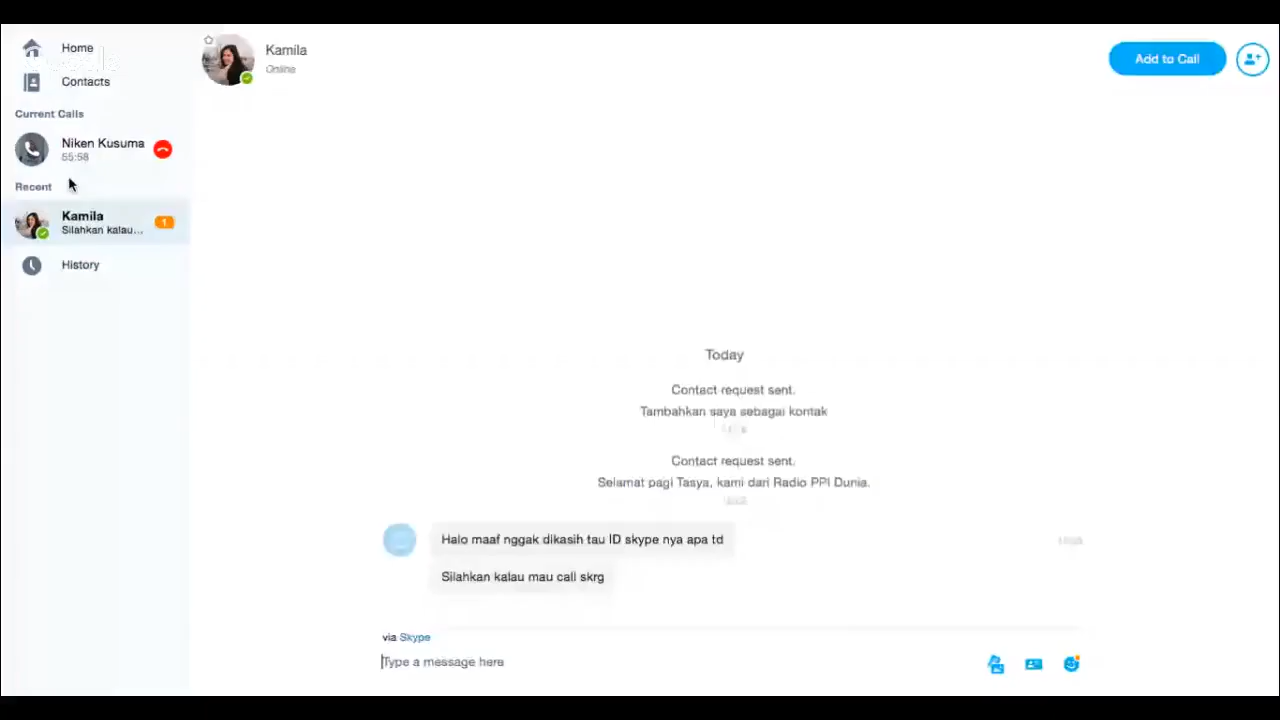 Home
Contacts
Current Calls
Niken Kusuma
55:58
Recent
Kamila
Silahkan kalau...
1
History
Kamila
Online
Add to Call
Today
Contact request sent.
Tambahkan saya sebagai kontak
Contact request sent.
Selamat pagi Tasya, kami dari Radio PPI Dunia.
Halo maaf nggak dikasih tau ID skype nya apa td
Silahkan kalau mau call skrg
via Skype
Type a message here